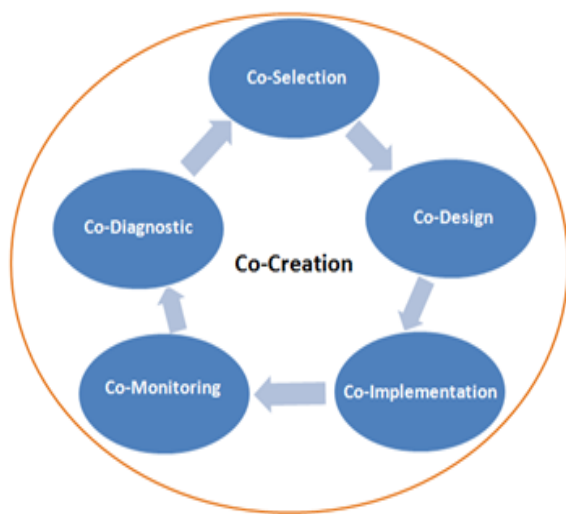 Co-Selection
Co-Design
Co-Diagnostic
Co-Creation
Co-Implementation
Co-Monitoring